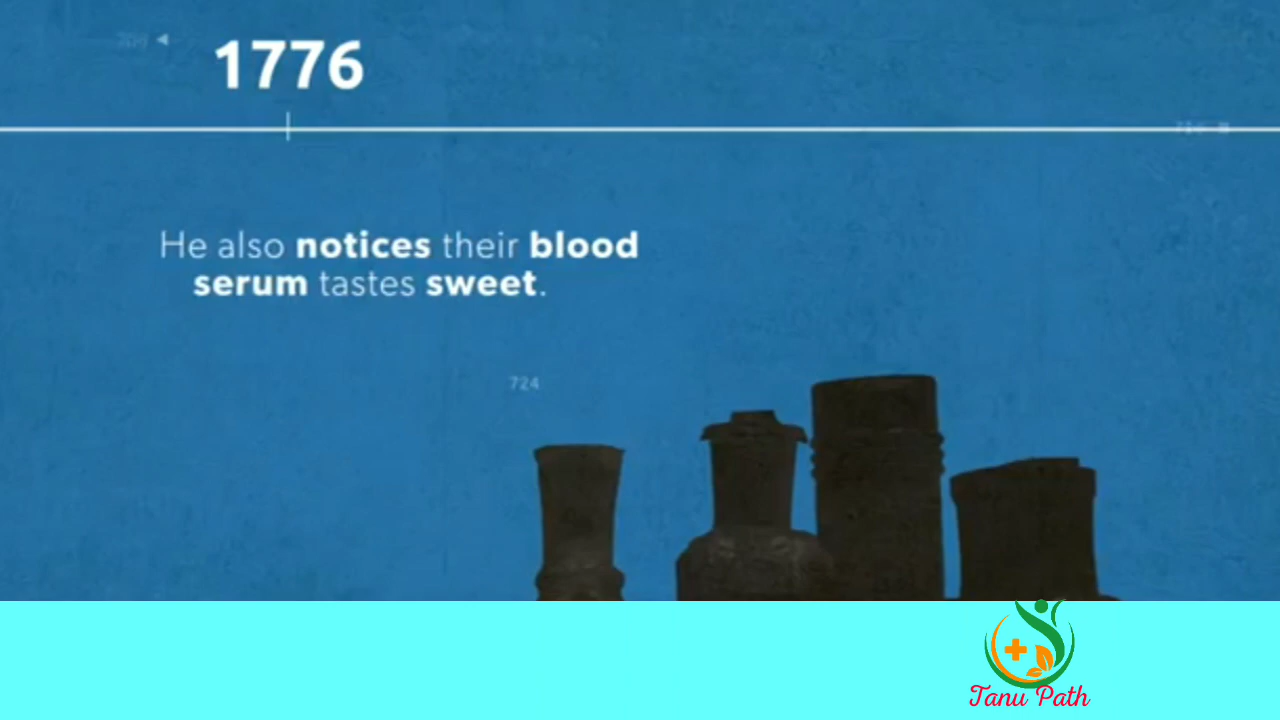 1776
He also notices their blood
serum tastes sweet.
724
Tanu Path